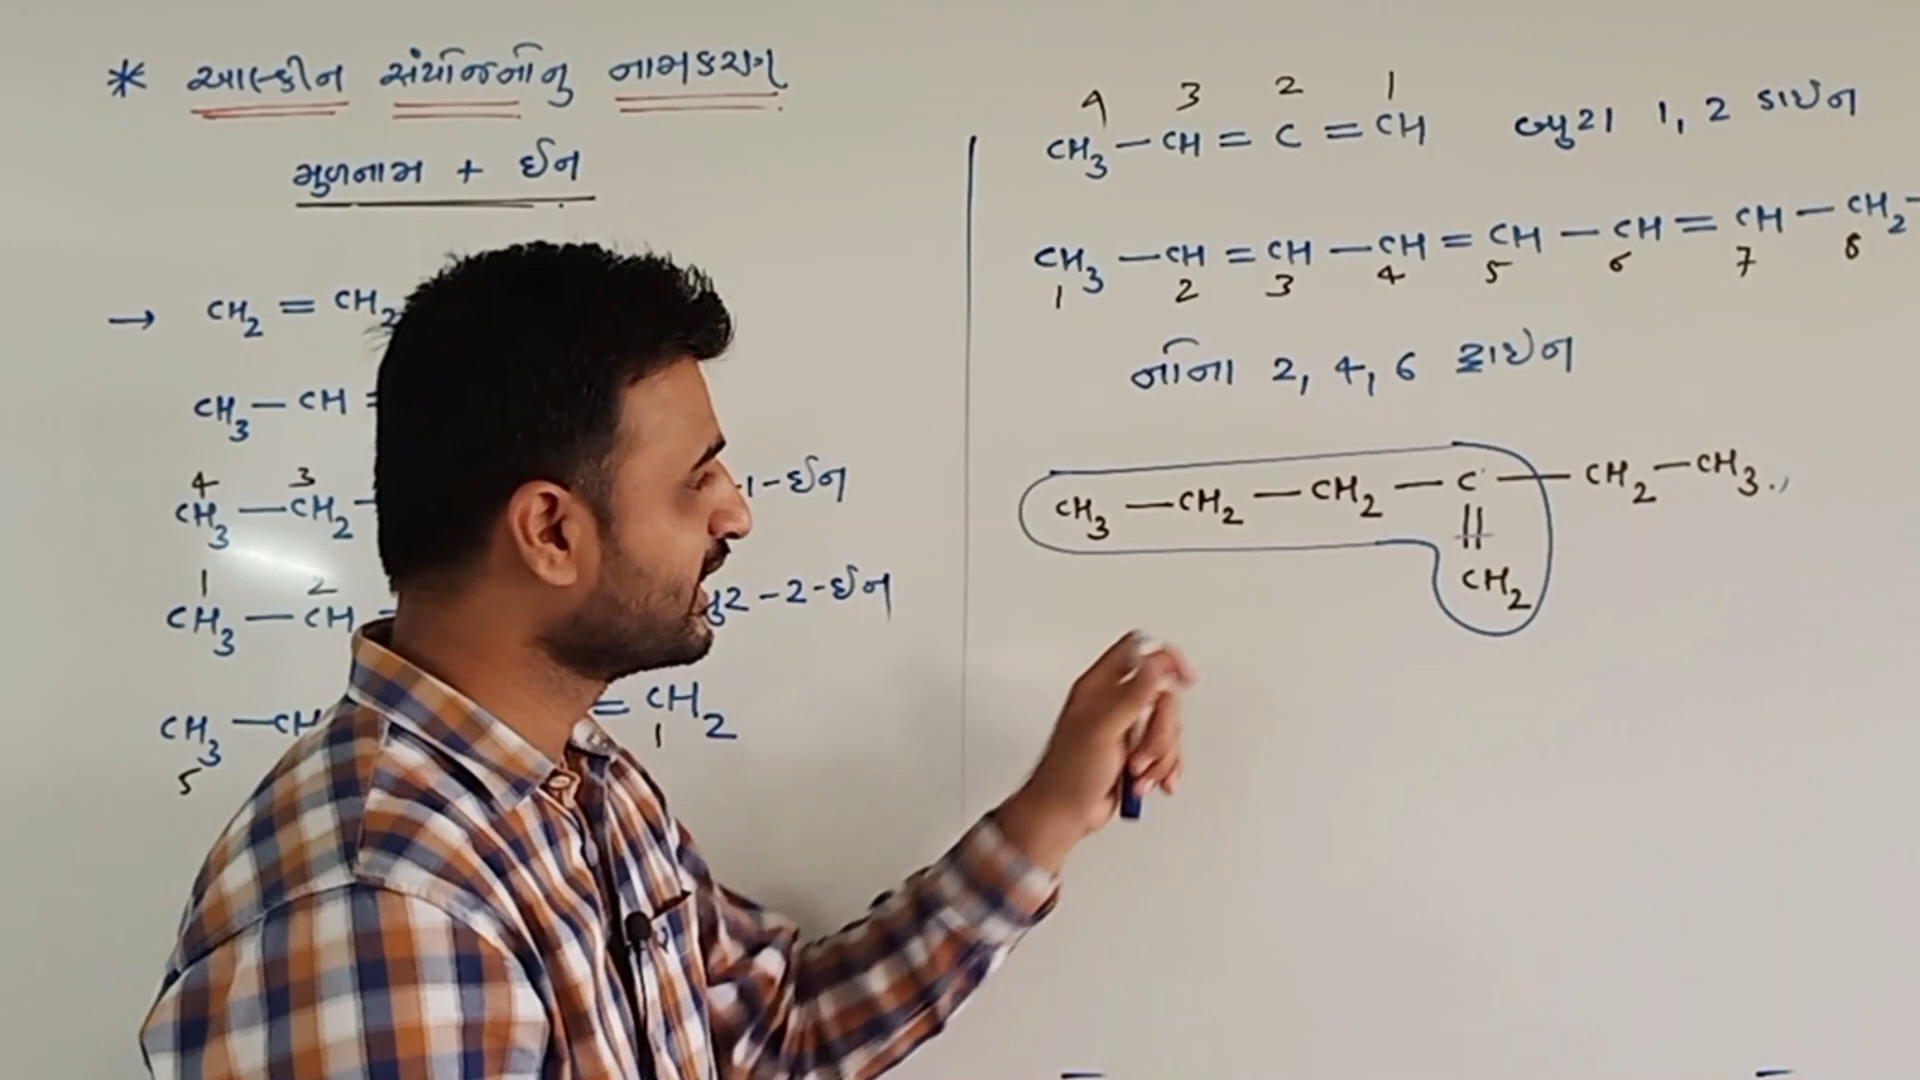 * આલ્કીન સંયોજનોનું નામકરણ
મુળનામ + ઈન
→ CH₂ = CH₂
CH₃ — CH =
4 3
CH₃ — CH₂ — -1-ઈન
1 2
CH₃ — CH — -2-ઈન
CH₃ — CH = CH₂
5 1
4 3 2 1
CH₃ — CH = C = CH બ્યુટા 1, 2 ડાઇન
CH₃ — CH = CH — CH = CH — CH = CH — CH₂ —
1 2 3 4 5 6 7 8
નોના 2, 4, 6 ટ્રાઇન
CH₃ — CH₂ — CH₂ — C — CH₂ — CH₃
||
CH₂